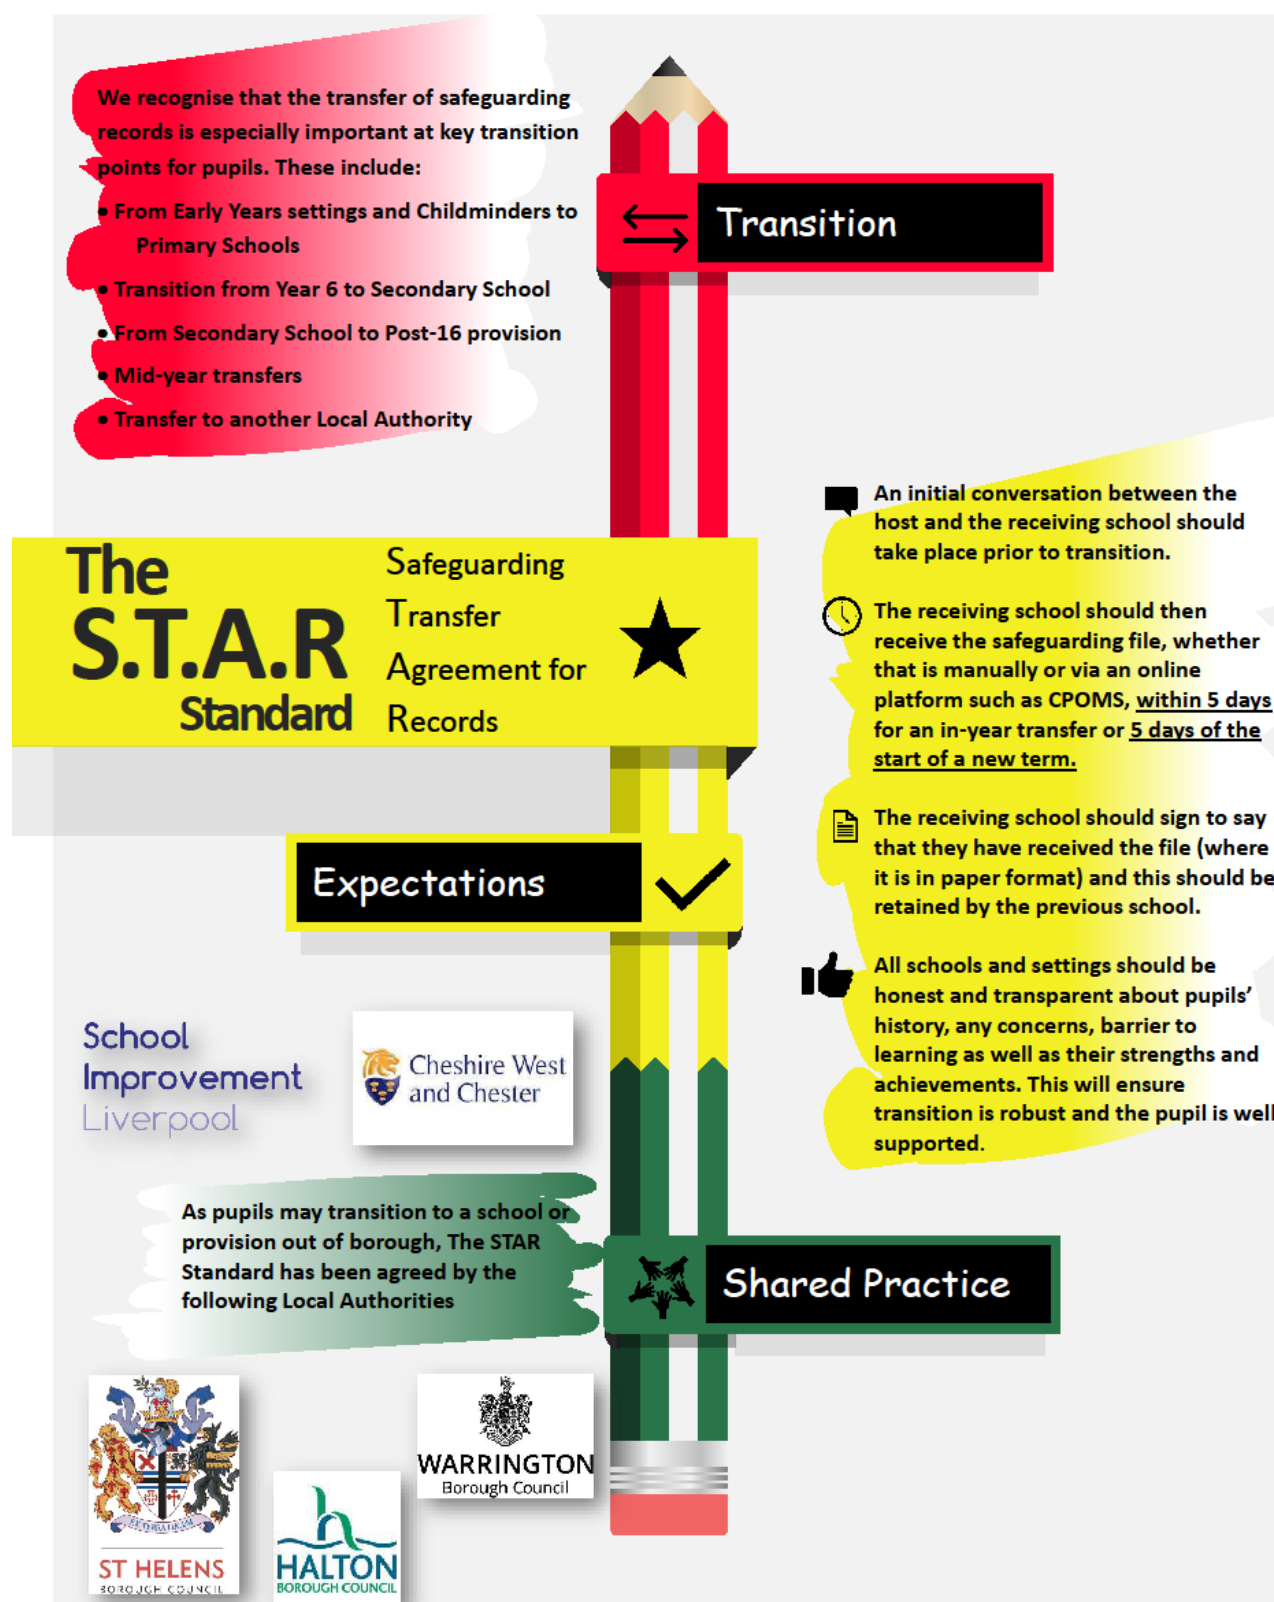 We recognise that the transfer of safeguarding
records is especially important at key transition
points for pupils. These include:
• From Early Years settings and Childminders to
Primary Schools
• Transition from Year 6 to Secondary School
• From Secondary School to Post-16 provision
• Mid-year transfers
• Transfer to another Local Authority
Transition
The
S.T.A.R
Standard
Safeguarding
Transfer
Agreement for
Records
An initial conversation between the
host and the receiving school should
take place prior to transition.
The receiving school should then
receive the safeguarding file, whether
that is manually or via an online
platform such as CPOMS, within 5 days
for an in-year transfer or 5 days of the
start of a new term.
The receiving school should sign to say
that they have received the file (where
it is in paper format) and this should be
retained by the previous school.
All schools and settings should be
honest and transparent about pupils’
history, any concerns, barrier to
learning as well as their strengths and
achievements. This will ensure
transition is robust and the pupil is well
supported.
Expectations
School
Improvement
Liverpool
Cheshire West
and Chester
As pupils may transition to a school or
provision out of borough, The STAR
Standard has been agreed by the
following Local Authorities
Shared Practice
ST HELENS
BOROUGH COUNCIL
HALTON
BOROUGH COUNCIL
WARRINGTON
Borough Council